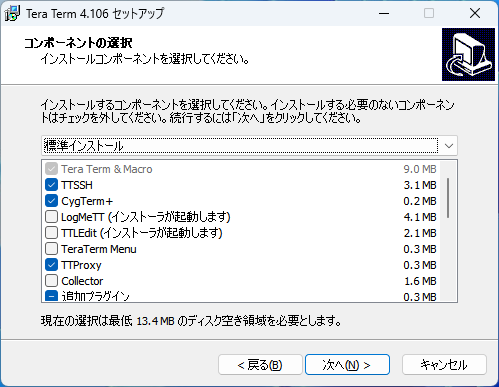 Tera Term 4.106 セットアップ
コンポーネントの選択
インストールコンポーネントを選択してください。
インストールするコンポーネントを選択してください。インストールする必要のないコンポーネン
トはチェックを外してください。続行するには「次へ」をクリックしてください。
標準インストール
Tera Term & Macro 9.0 MB
TTSSH 3.1 MB
CygTerm+ 0.2 MB
LogMeTT (インストーラが起動します) 4.1 MB
TTLEdit (インストーラが起動します) 2.1 MB
TeraTerm Menu 0.3 MB
TTProxy 0.3 MB
Collector 1.6 MB
追加プラグイン 0.3 MB
現在の選択は最低 13.4 MB のディスク空き領域を必要とします。
< 戻る(B) 次へ(N) > キャンセル